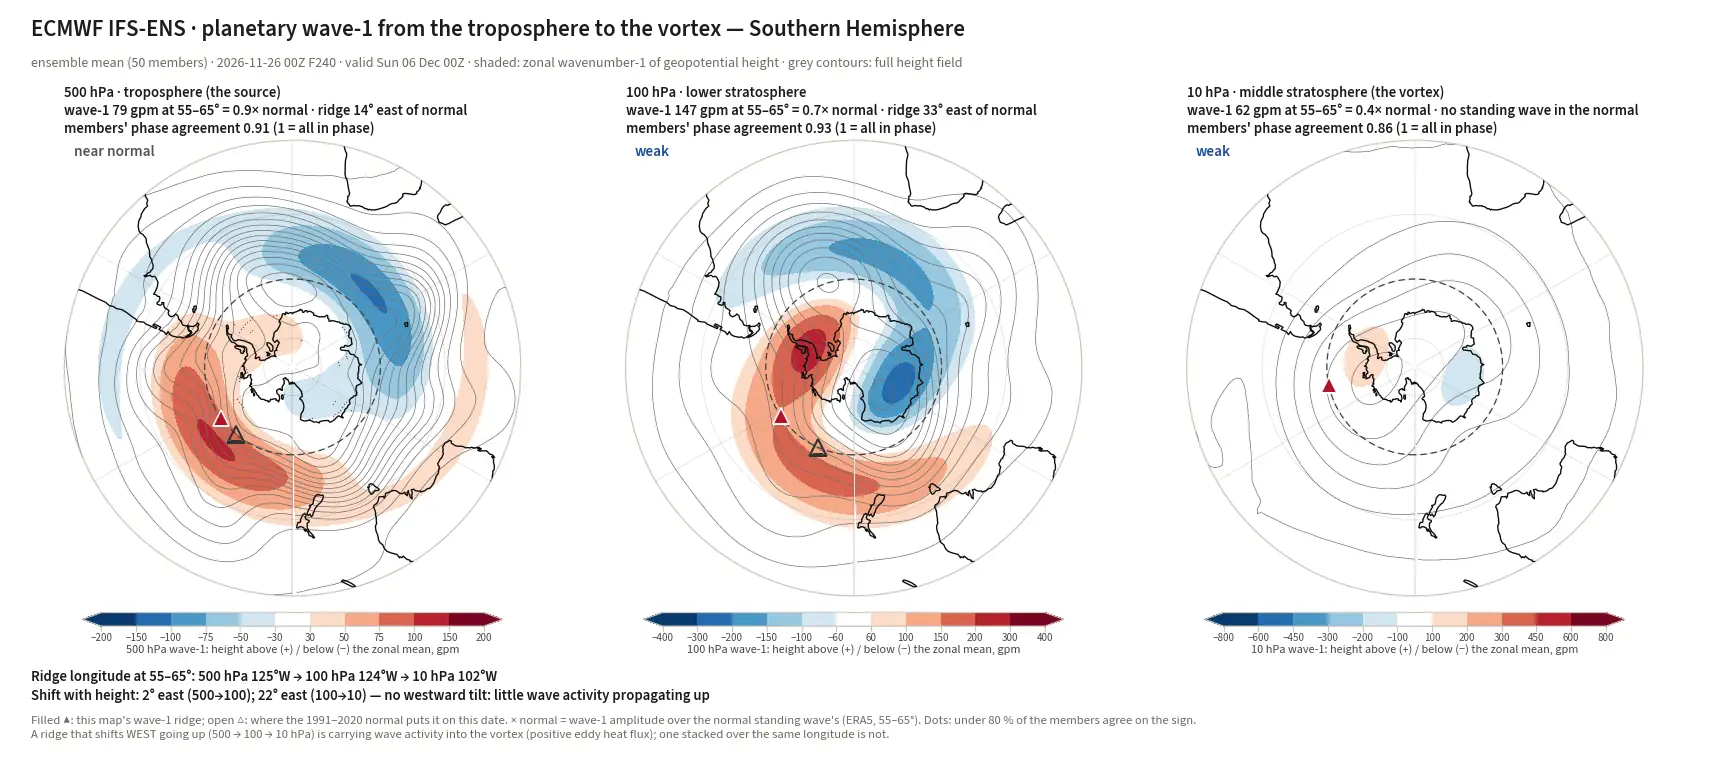 ECMWF IFS-ENS · planetary wave-1 from the troposphere to the vortex — Southern Hemisphere
ensemble mean (50 members) · 2026-11-26 00Z F240 · valid Sun 06 Dec 00Z · shaded: zonal wavenumber-1 of geopotential height · grey contours: full height field
500 hPa · troposphere (the source)
wave-1 79 gpm at 55–65° = 0.9× normal · ridge 14° east of normal
members' phase agreement 0.91 (1 = all in phase)
near normal
100 hPa · lower stratosphere
wave-1 147 gpm at 55–65° = 0.7× normal · ridge 33° east of normal
members' phase agreement 0.93 (1 = all in phase)
weak
10 hPa · middle stratosphere (the vortex)
wave-1 62 gpm at 55–65° = 0.4× normal · no standing wave in the normal
members' phase agreement 0.86 (1 = all in phase)
weak
−200 −150 −100 −75 −50 −30 30 50 75 100 150 200
500 hPa wave-1: height above (+) / below (−) the zonal mean, gpm
−400 −300 −200 −150 −100 −60 60 100 150 200 300 400
100 hPa wave-1: height above (+) / below (−) the zonal mean, gpm
−800 −600 −450 −300 −200 −100 100 200 300 450 600 800
10 hPa wave-1: height above (+) / below (−) the zonal mean, gpm
Ridge longitude at 55–65°: 500 hPa 125°W → 100 hPa 124°W → 10 hPa 102°W
Shift with height: 2° east (500→100); 22° east (100→10) — no westward tilt: little wave activity propagating up
Filled ▲: this map's wave-1 ridge; open △: where the 1991–2020 normal puts it on this date. × normal = wave-1 amplitude over the normal standing wave's (ERA5, 55–65°). Dots: under 80 % of the members agree on the sign.
A ridge that shifts WEST going up (500 → 100 → 10 hPa) is carrying wave activity into the vortex (positive eddy heat flux); one stacked over the same longitude is not.